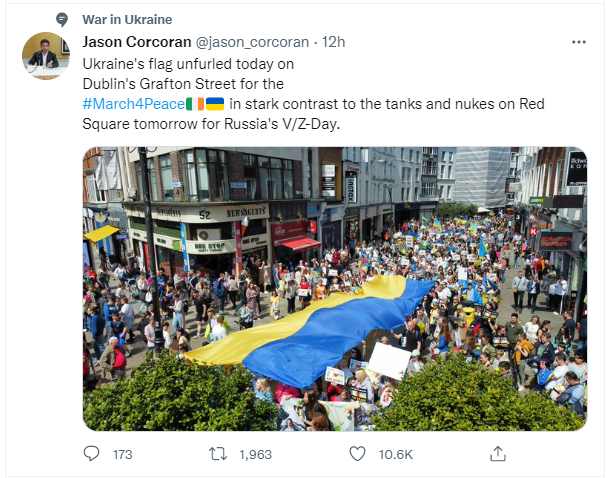 War in Ukraine
Jason Corcoran @jason_corcoran · 12h
Ukraine's flag unfurled today on
Dublin's Grafton Street for the
#March4Peace🇮🇪🇺🇦 in stark contrast to the tanks and nukes on Red
Square tomorrow for Russia's V/Z-Day.
52 NEWSAGENTS
173 1,963 10.6K